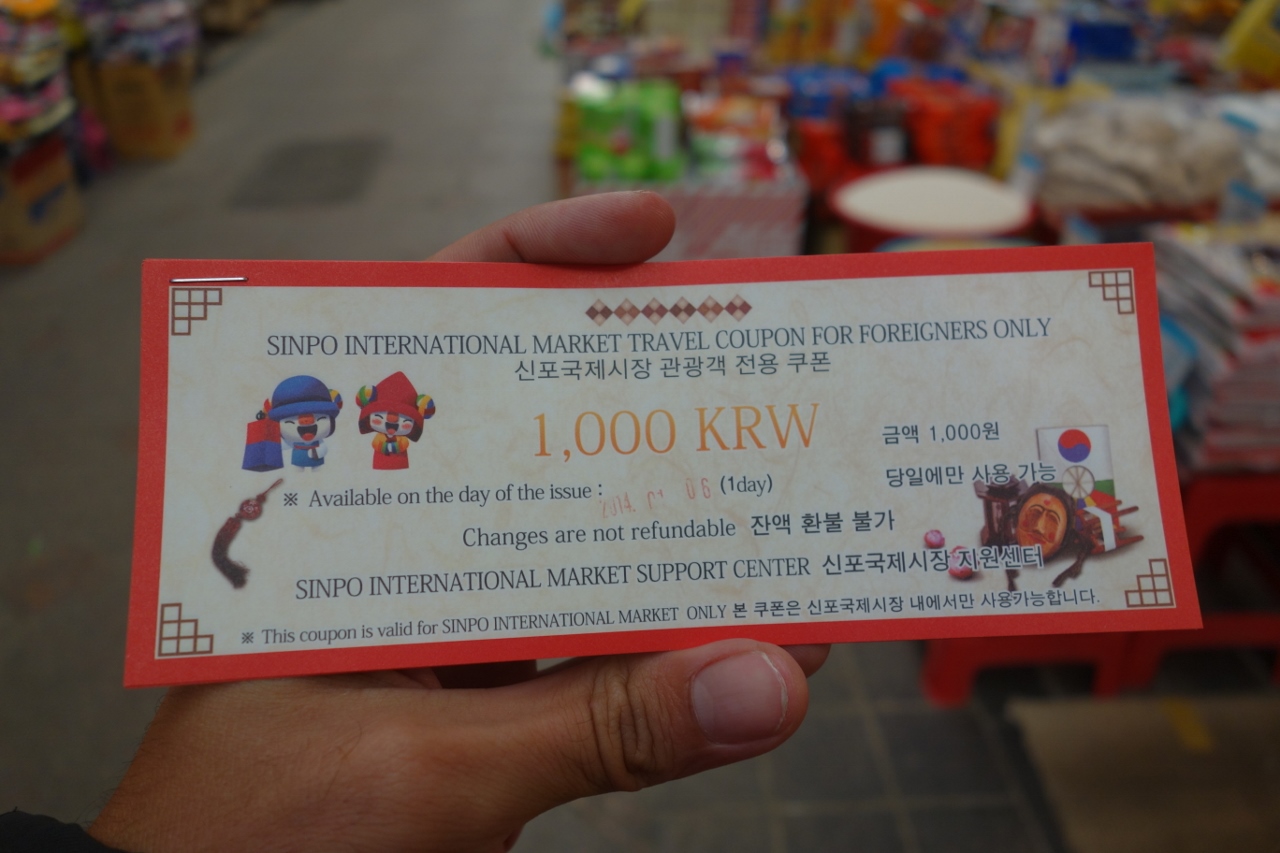 SINPO INTERNATIONAL MARKET TRAVEL COUPON FOR FOREIGNERS ONLY
신포국제시장 관광객 전용 쿠폰
1,000 KRW
금액 1,000원
당일에만 사용 가능
※ Available on the day of the issue : 2014. 01 06 (1day)
Changes are not refundable 잔액 환불 불가
SINPO INTERNATIONAL MARKET SUPPORT CENTER 신포국제시장 지원센터
※ This coupon is valid for SINPO INTERNATIONAL MARKET ONLY 본 쿠폰은 신포국제시장 내에서만 사용가능합니다.